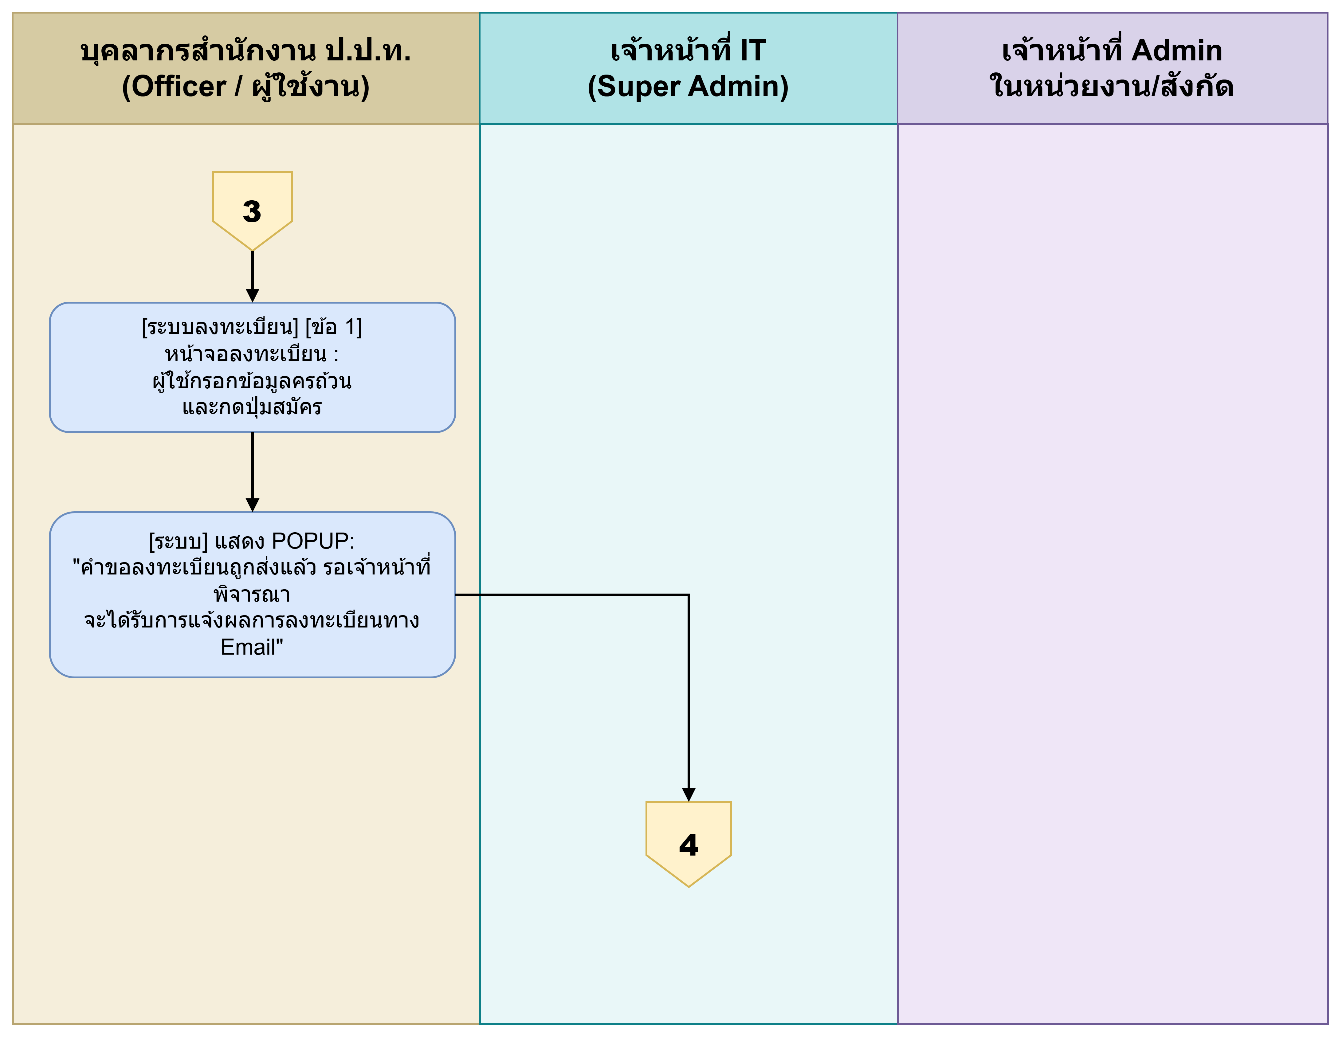 บุคลากรสำนักงาน ป.ป.ท.
(Officer / ผู้ใช้งาน)
เจ้าหน้าที่ IT
(Super Admin)
เจ้าหน้าที่ Admin
ในหน่วยงาน/สังกัด
3
[ระบบลงทะเบียน] [ข้อ 1]
หน้าจอลงทะเบียน :
ผู้ใช้กรอกข้อมูลครถ้วน
และกดปุ่มสมัคร
[ระบบ] แสดง POPUP:
"คำขอลงทะเบียนถูกส่งแล้ว รอเจ้าหน้าที่
พิจารณา
จะได้รับการแจ้งผลการลงทะเบียนทาง
Email"
4